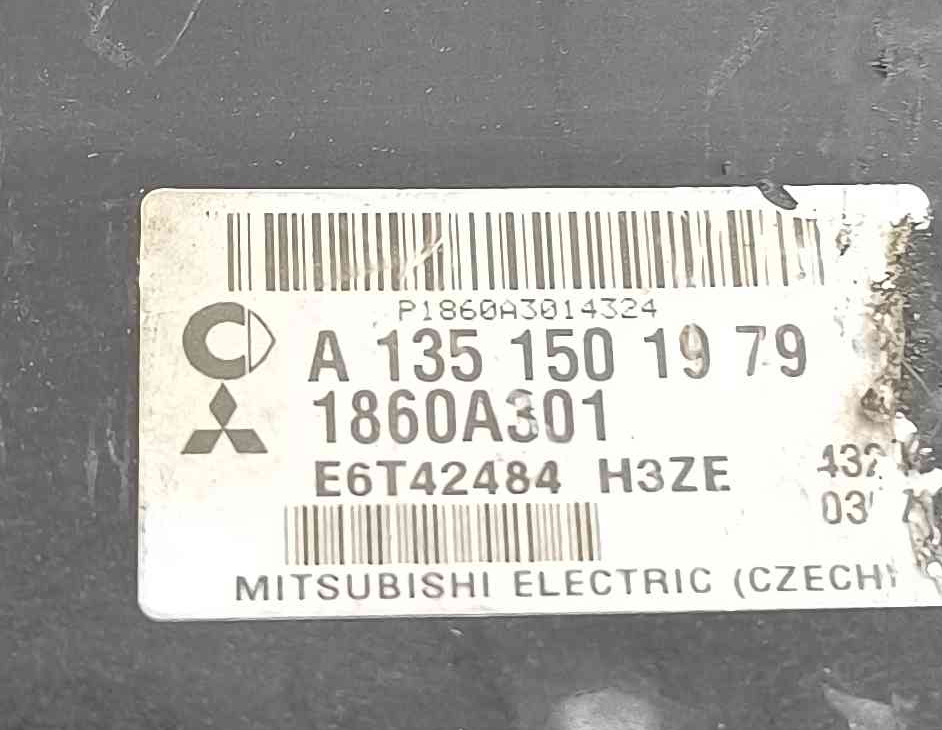 P1860A3014324
A 135 150 19 79
1860A301
E6T42484 H3ZE
MITSUBISHI ELECTRIC (CZECH)